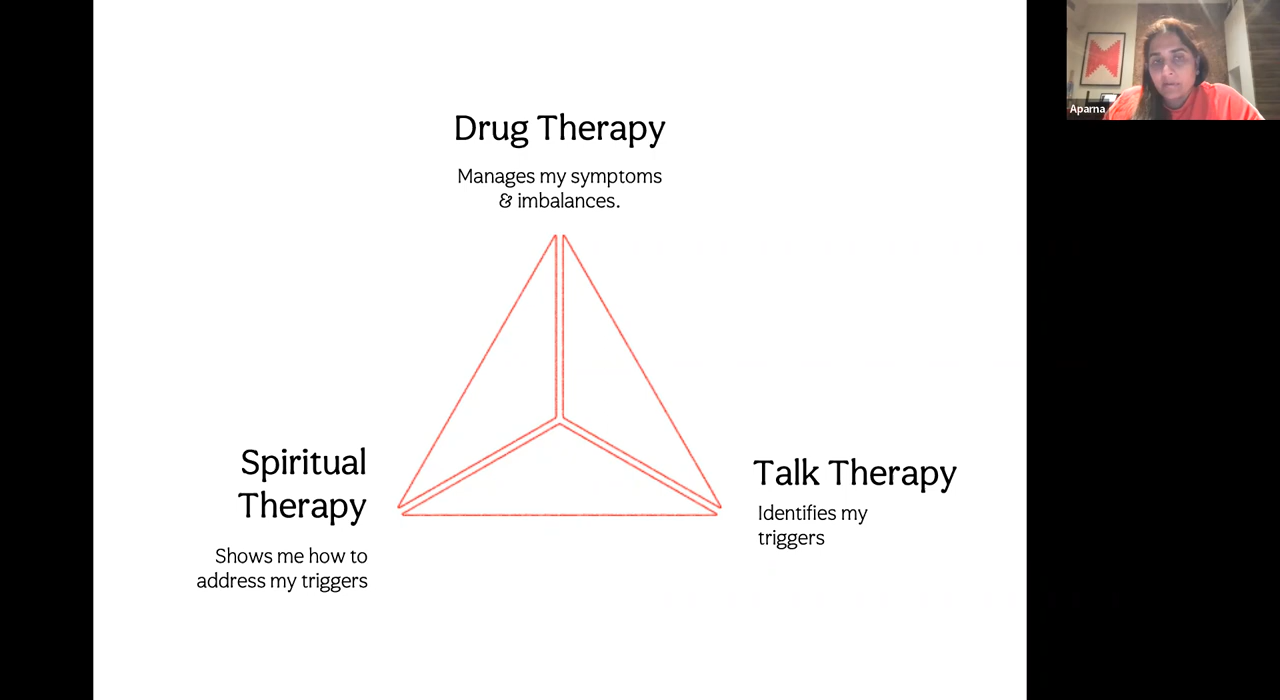 Drug Therapy
Manages my symptoms
& imbalances.
Spiritual
Therapy
Shows me how to
address my triggers
Talk Therapy
Identifies my
triggers
Aparna